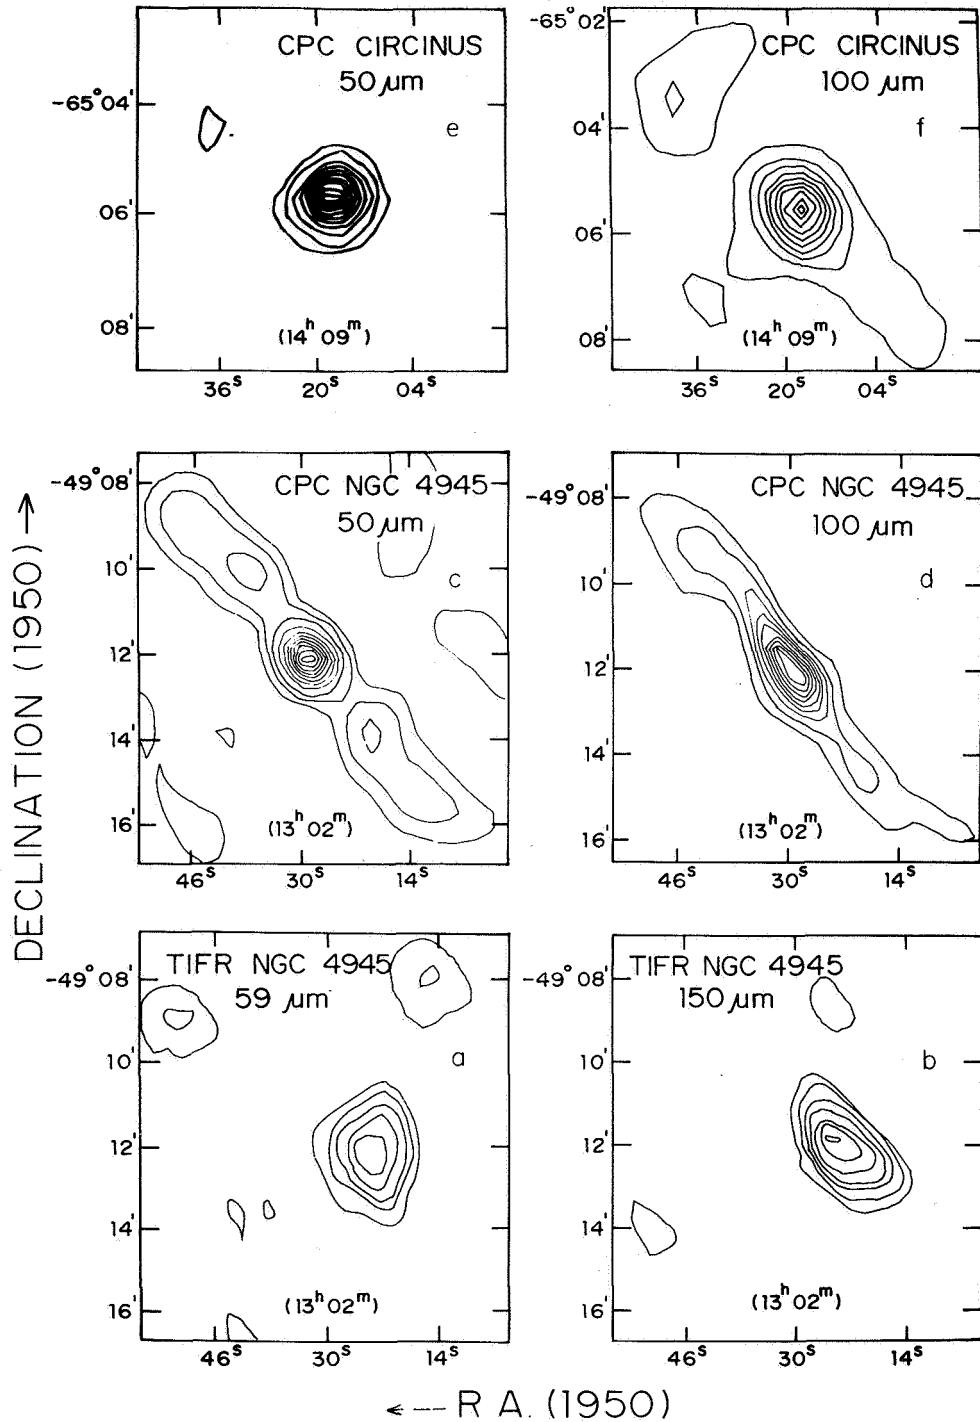 CPC CIRCINUS
50 µm
-65° 04'
e
06'
08'
(14ʰ 09ᵐ)
36ˢ 20ˢ 04ˢ
-65° 02'
CPC CIRCINUS
100 µm
04'
f
06'
08'
(14ʰ 09ᵐ)
36ˢ 20ˢ 04ˢ
-49° 08'
CPC NGC 4945
50 µm
10'
c
12'
14'
16'
(13ʰ 02ᵐ)
46ˢ 30ˢ 14ˢ
-49° 08'
CPC NGC 4945
100 µm
10'
d
12'
14'
16'
(13ʰ 02ᵐ)
46ˢ 30ˢ 14ˢ
DECLINATION (1950) →
-49° 08'
TIFR NGC 4945
59 µm
10'
a
12'
14'
16'
(13ʰ 02ᵐ)
46ˢ 30ˢ 14ˢ
-49° 08'
TIFR NGC 4945
150 µm
10'
b
12'
14'
16'
(13ʰ 02ᵐ)
46ˢ 30ˢ 14ˢ
← R A. (1950)